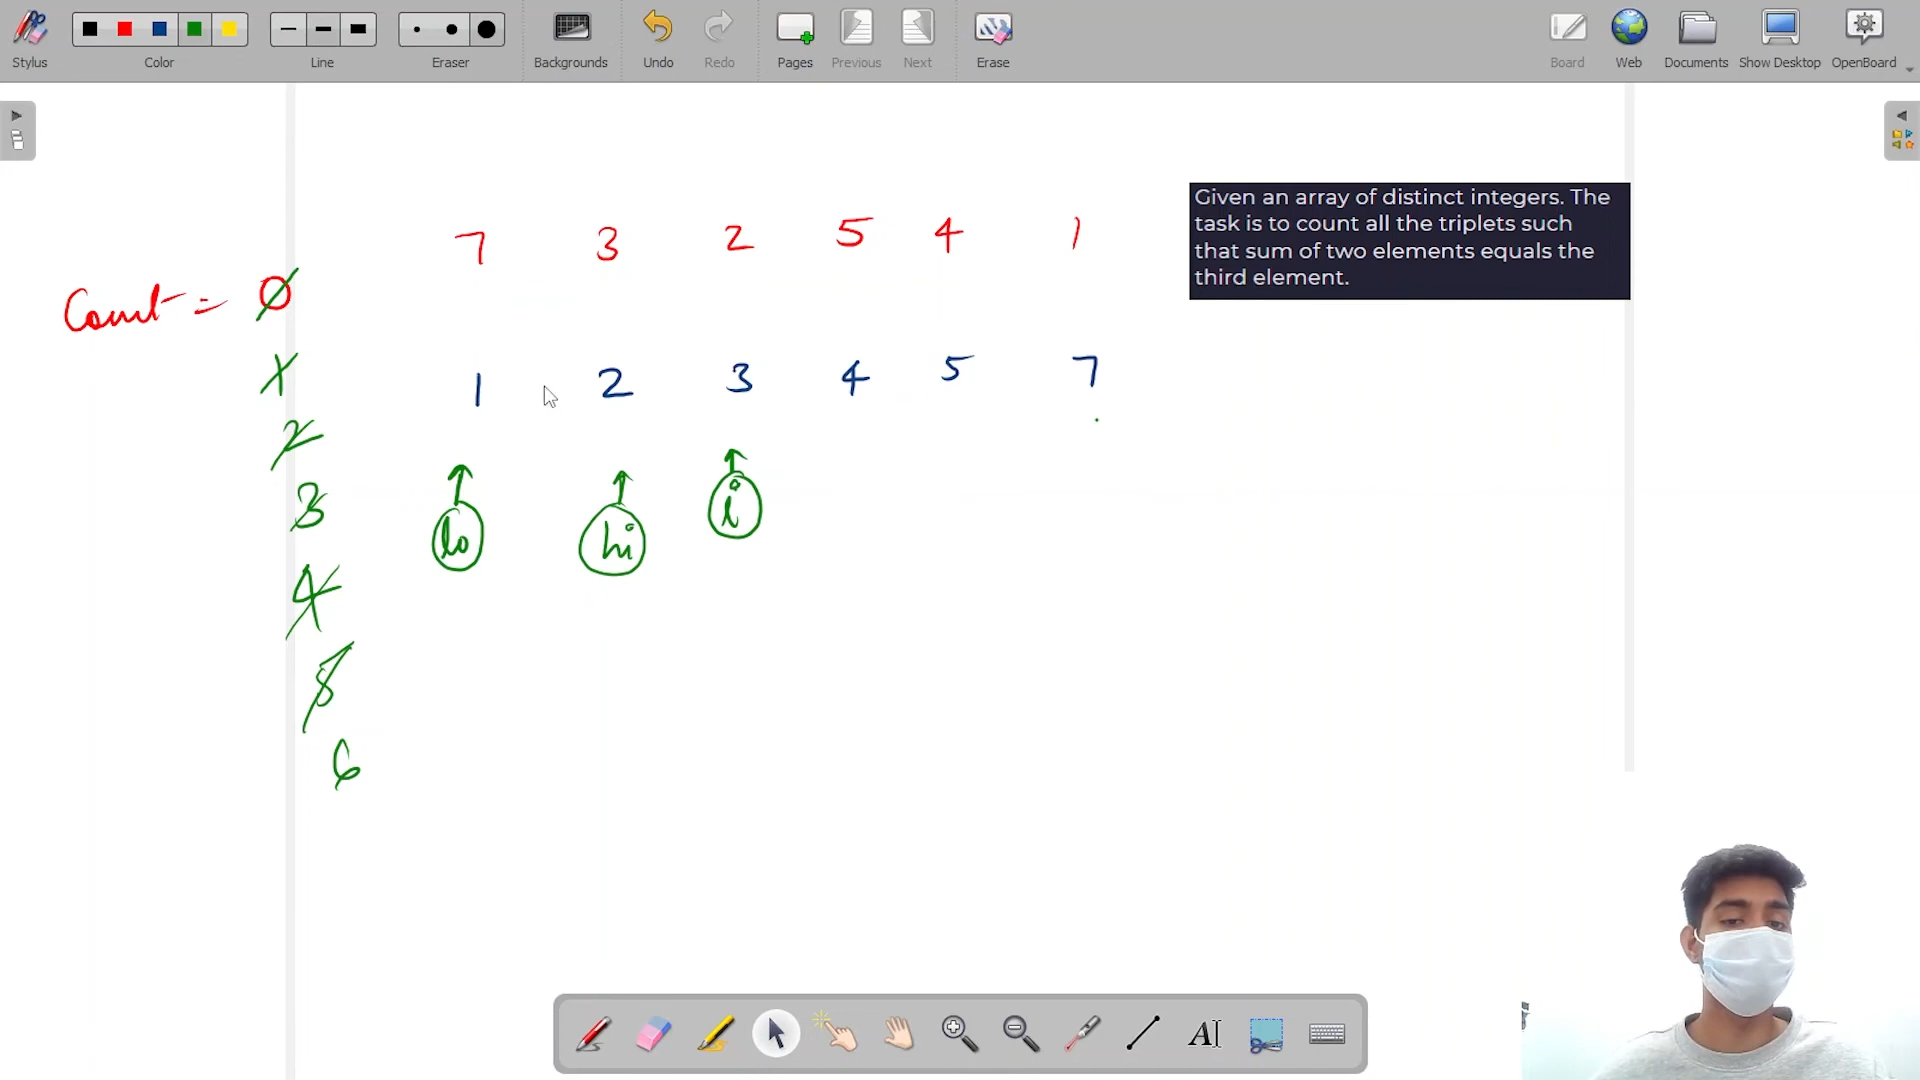 Stylus Color Line Eraser Backgrounds Undo Redo Pages Previous Next Erase Board Web Documents Show Desktop OpenBoard
Given an array of distinct integers. The
task is to count all the triplets such
that sum of two elements equals the
third element.
7 3 2 5 4 1
Count = 0
1
1 2 3 4 5 7
2
3
lo hi i
4
5
6
AI